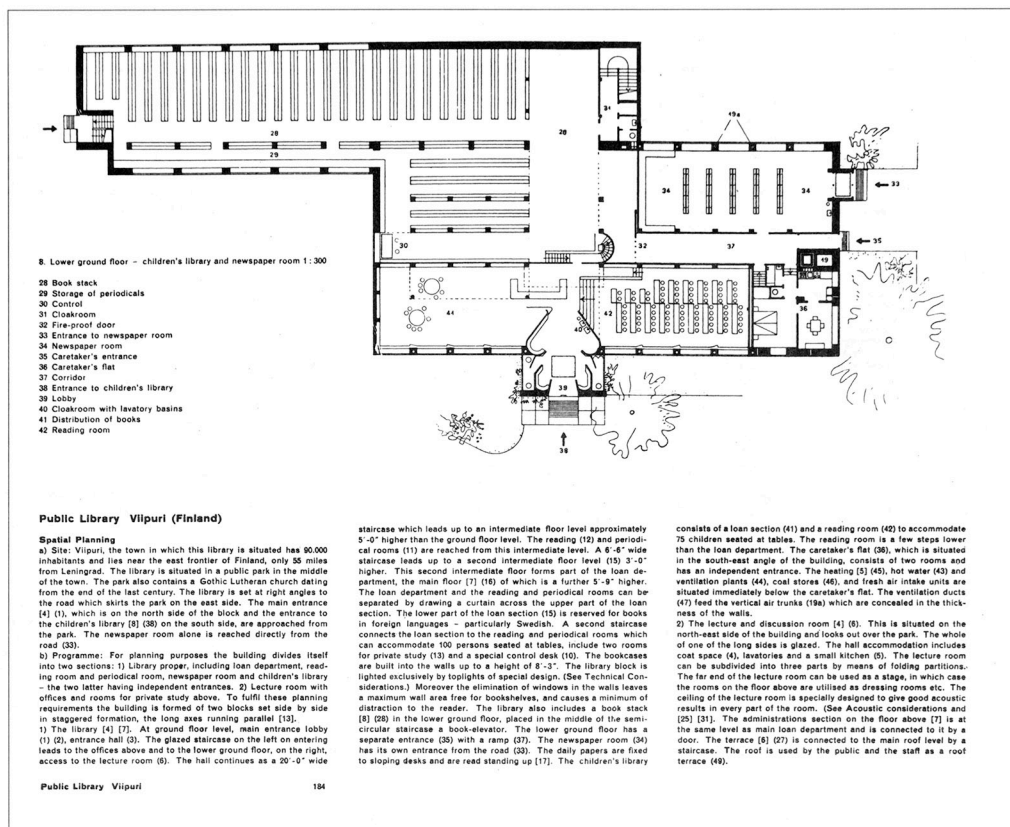 31
28
28
29
19a
34
34
33
30
32
37
35
19
40
42
36
39
38
8. Lower ground floor – children's library and newspaper room 1 : 300
28 Book stack
29 Storage of periodicals
30 Control
31 Cloakroom
32 Fire-proof door
33 Entrance to newspaper room
34 Newspaper room
35 Caretaker's entrance
36 Caretaker's flat
37 Corridor
38 Entrance to children's library
39 Lobby
40 Cloakroom with lavatory basins
41 Distribution of books
42 Reading room
Public Library Viipuri (Finland)
Spatial Planning
a) Site: Viipuri, the town in which this library is situated has 90.000
inhabitants and lies near the east frontier of Finland, only 55 miles
from Leningrad. The library is situated in a public park in the middle
of the town. The park also contains a Gothic Lutheran church dating
from the end of the last century. The library is set at right angles to
the road which skirts the park on the east side. The main entrance
[4] (1), which is on the north side of the block and the entrance to
the children's library [8] (38) on the south side, are approached from
the park. The newspaper room alone is reached directly from the
road (33).
b) Programme: For planning purposes the building divides itself
into two sections: 1) Library proper, including loan department, read-
ing room and periodical room, newspaper room and children's library
– the two latter having independent entrances. 2) Lecture room with
offices and rooms for private study above. To fulfil these planning
requirements the building is formed of two blocks set side by side
in staggered formation, the long axes running parallel [13].
1) The library [4] [7]. At ground floor level, main entrance lobby
(1) (2), entrance hall (3). The glazed staircase on the left on entering
leads to the offices above and to the lower ground floor, on the right,
access to the lecture room (6). The hall continues as a 20'-0" wide
staircase which leads up to an intermediate floor level approximately
5'-0" higher than the ground floor level. The reading (12) and periodi-
cal rooms (11) are reached from this intermediate level. A 6'-6" wide
staircase leads up to a second intermediate floor level (15) 3'-0"
higher. This second intermediate floor forms part of the loan de-
partment, the main floor [7] (16) of which is a further 5'-9" higher.
The loan department and the reading and periodical rooms can be
separated by drawing a curtain across the upper part of the loan
section. The lower part of the loan section (15) is reserved for books
in foreign languages – particularly Swedish. A second staircase
connects the loan section to the reading and periodical rooms which
can accommodate 100 persons seated at tables, include two rooms
for private study (13) and a special control desk (10). The bookcases
are built into the walls up to a height of 8'-3". The library block is
lighted exclusively by toplights of special design. (See Technical Con-
siderations.) Moreover the elimination of windows in the walls leaves
a maximum wall area free for bookshelves, and causes a minimum of
distraction to the reader. The library also includes a book stack
[8] (28) in the lower ground floor, placed in the middle of the semi-
circular staircase a book-elevator. The lower ground floor has a
separate entrance (35) with a ramp (37). The newspaper room (34)
has its own entrance from the road (33). The daily papers are fixed
to sloping desks and are read standing up [17]. The children's library
consists of a loan section (41) and a reading room (42) to accommodate
75 children seated at tables. The reading room is a few steps lower
than the loan department. The caretaker's flat (36), which is situated
in the south-east angle of the building, consists of two rooms and
has an independent entrance. The heating [5] (45), hot water (43) and
ventilation plants (44), coal stores (46), and fresh air intake units are
situated immediately below the caretaker's flat. The ventilation ducts
(47) feed the vertical air trunks (19a) which are concealed in the thick-
ness of the walls.
2) The lecture and discussion room [4] (6). This is situated on the
north-east side of the building and looks out over the park. The whole
of one of the long sides is glazed. The hall accommodation includes
coat space (4), lavatories and a small kitchen (5). The lecture room
can be subdivided into three parts by means of folding partitions.
The far end of the lecture room can be used as a stage, in which case
the rooms on the floor above are utilised as dressing rooms etc. The
ceiling of the lecture room is specially designed to give good acoustic
results in every part of the room. (See Acoustic considerations and
[25] [31]. The administrations section on the floor above [7] is at
the same level as main loan department and is connected to it by a
door. The terrace [6] (27) is connected to the main roof level by a
staircase. The roof is used by the public and the staff as a roof
terrace (49).
Public Library Viipuri
184